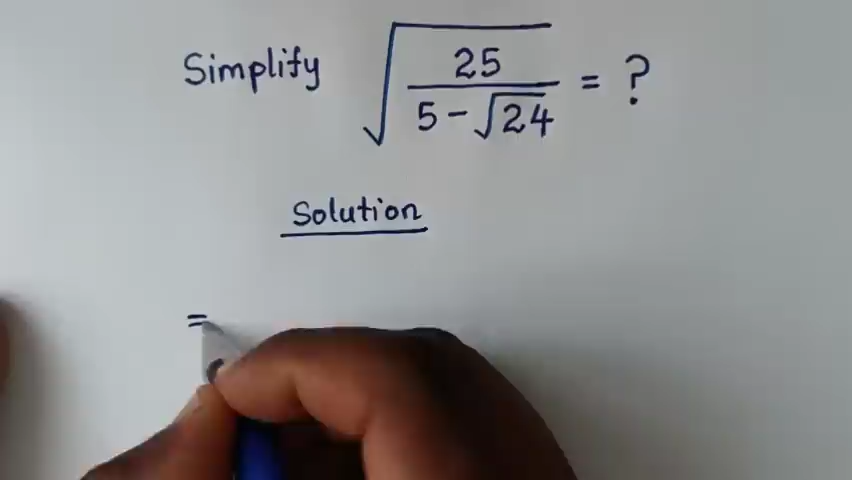 Simplify √(25/(5-√24)) = ?
Solution
=